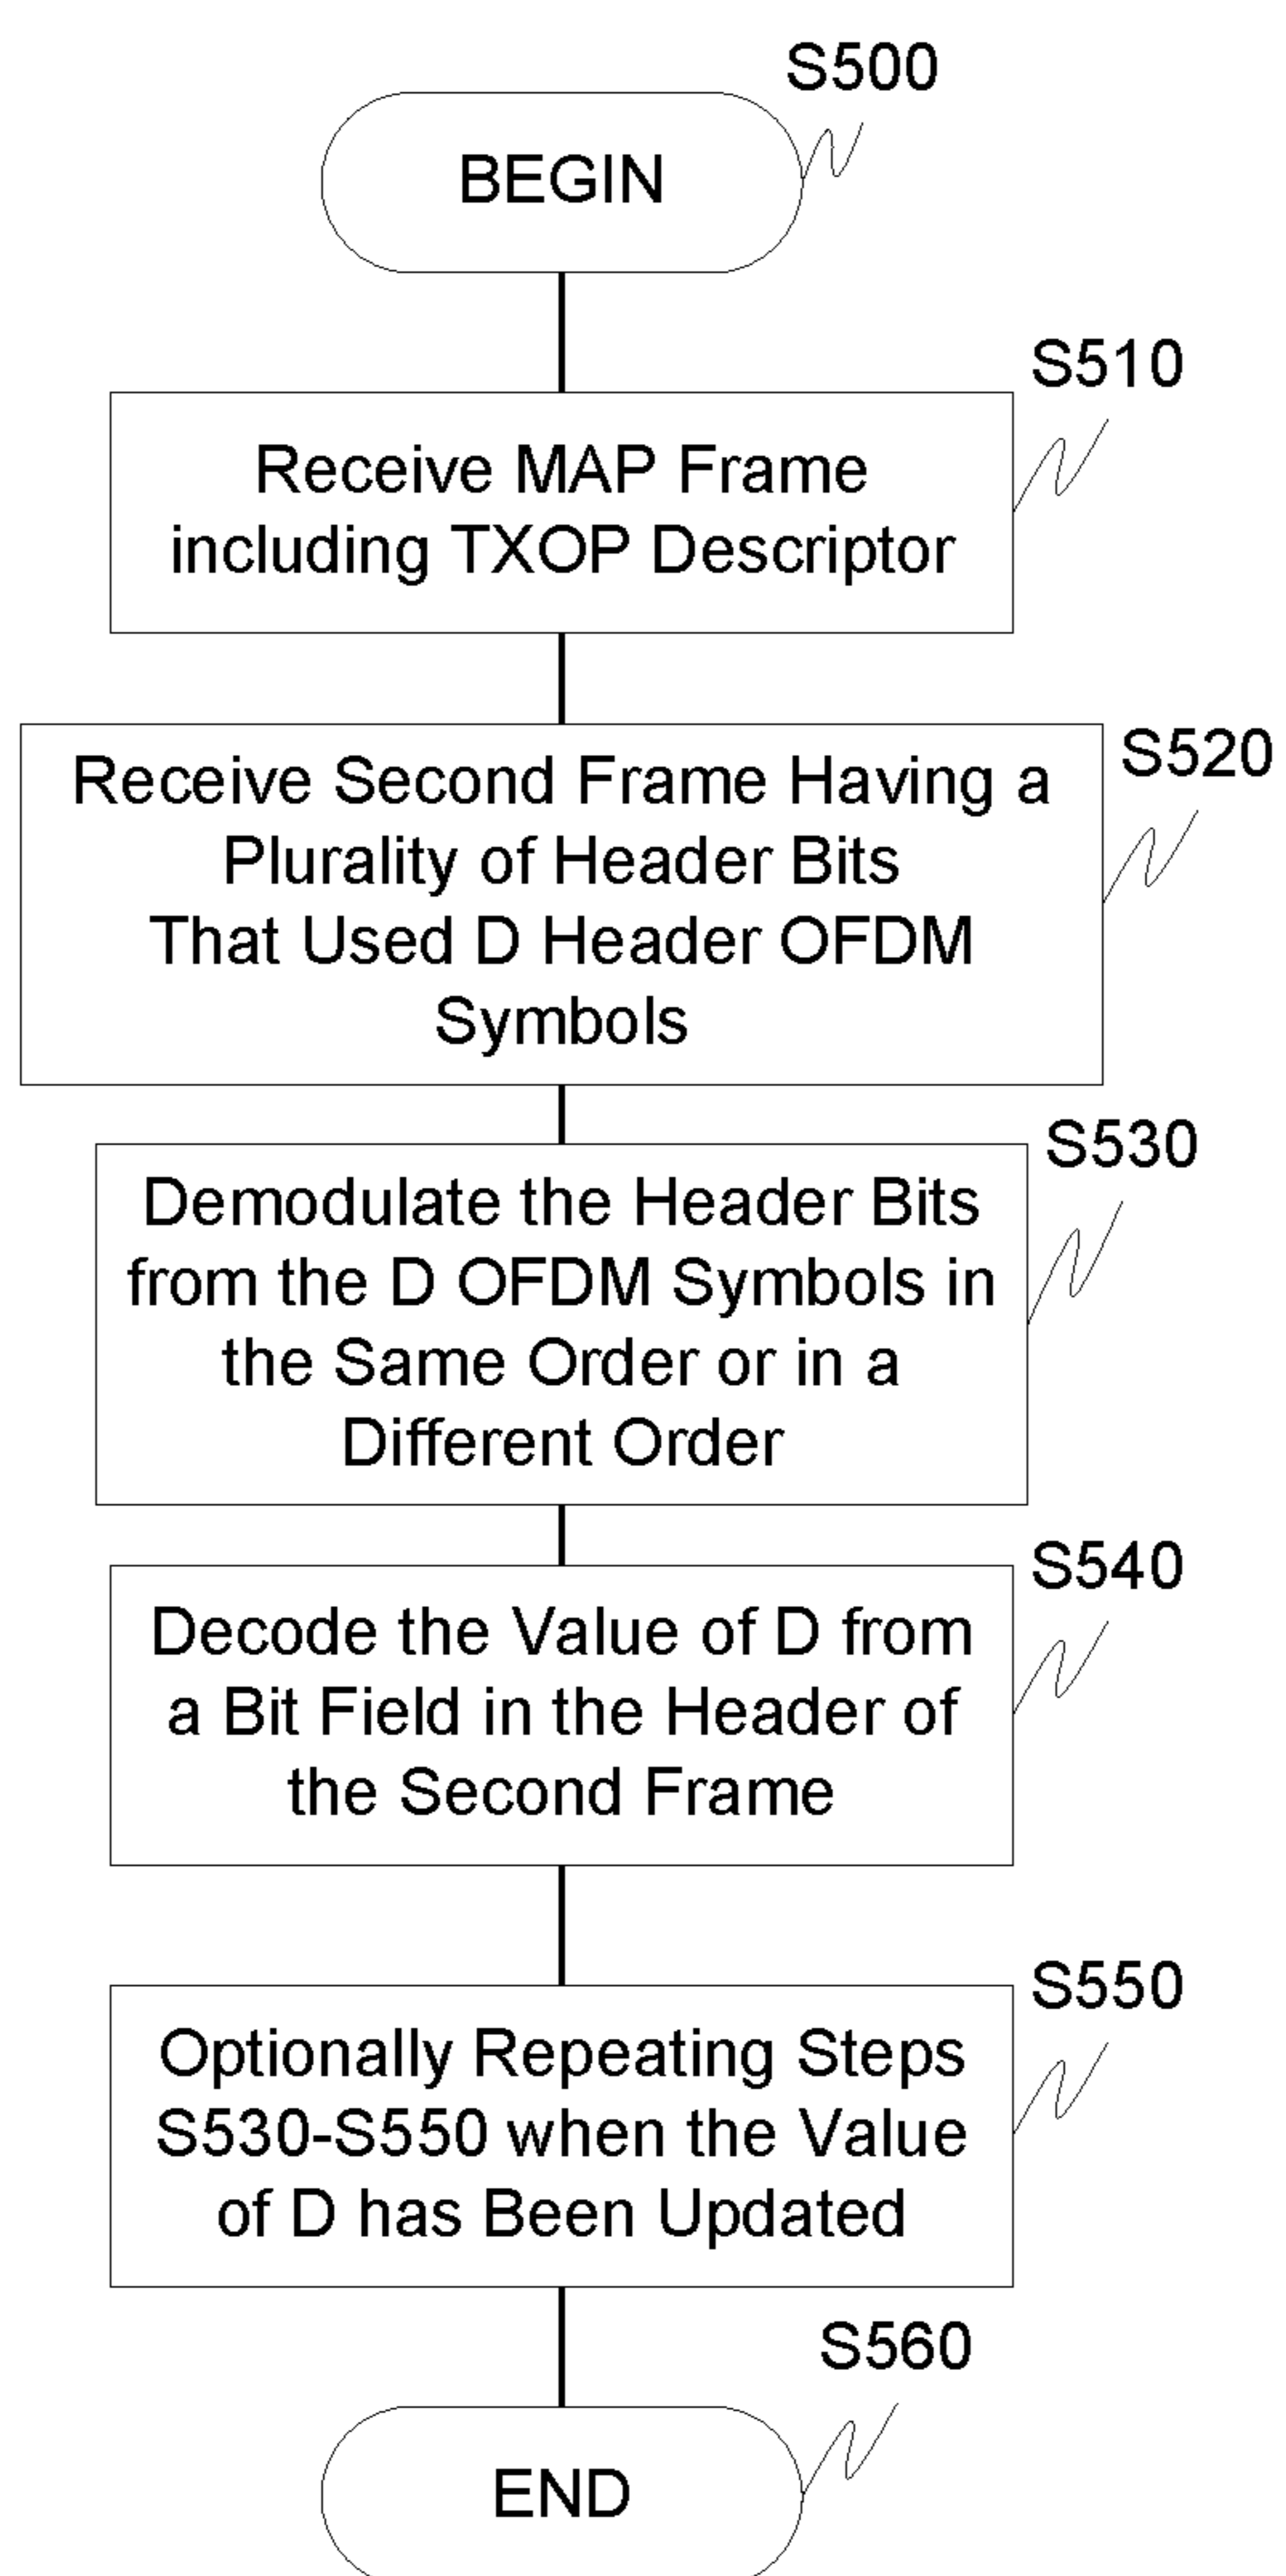 S500
BEGIN
S510
Receive MAP Frame
including TXOP Descriptor
S520
Receive Second Frame Having a
Plurality of Header Bits
That Used D Header OFDM
Symbols
S530
Demodulate the Header Bits
from the D OFDM Symbols in
the Same Order or in a
Different Order
S540
Decode the Value of D from
a Bit Field in the Header of
the Second Frame
S550
Optionally Repeating Steps
S530-S550 when the Value
of D has Been Updated
S560
END